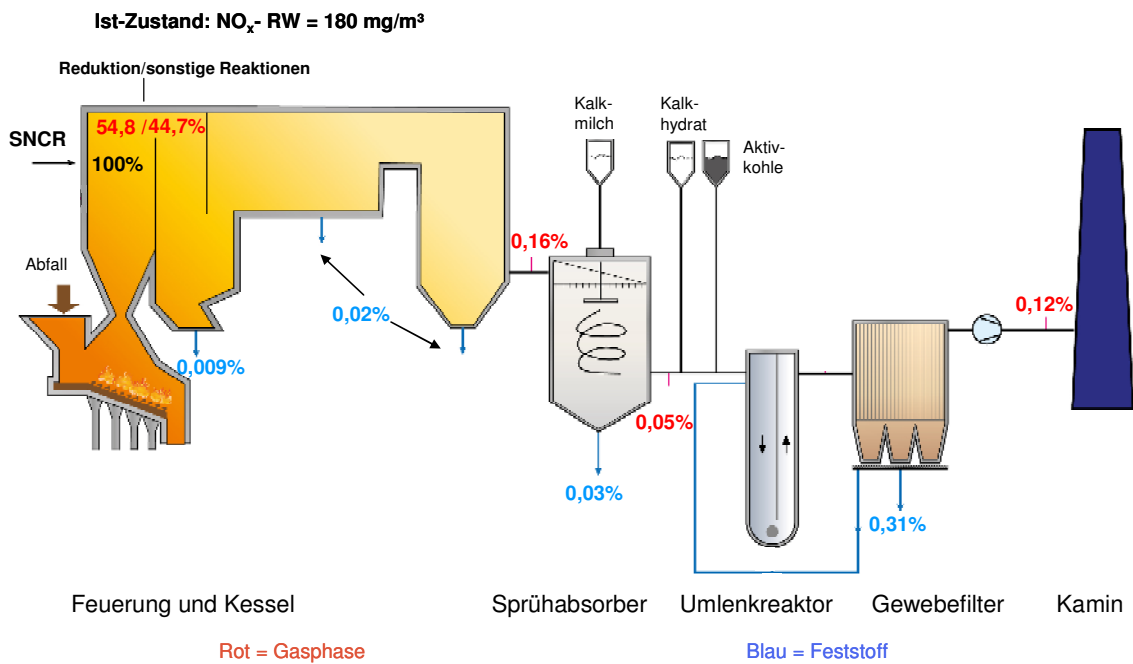 Ist-Zustand: NOx- RW = 180 mg/m³
Reduktion/sonstige Reaktionen
54,8 /44,7%
SNCR
100%
Kalk-
milch
Kalk-
hydrat
Aktiv-
kohle
Abfall
0,16%
0,02%
0,009%
0,12%
0,05%
0,03%
0,31%
Feuerung und Kessel
Sprühabsorber
Umlenkreaktor
Gewebefilter
Kamin
Rot = Gasphase
Blau = Feststoff